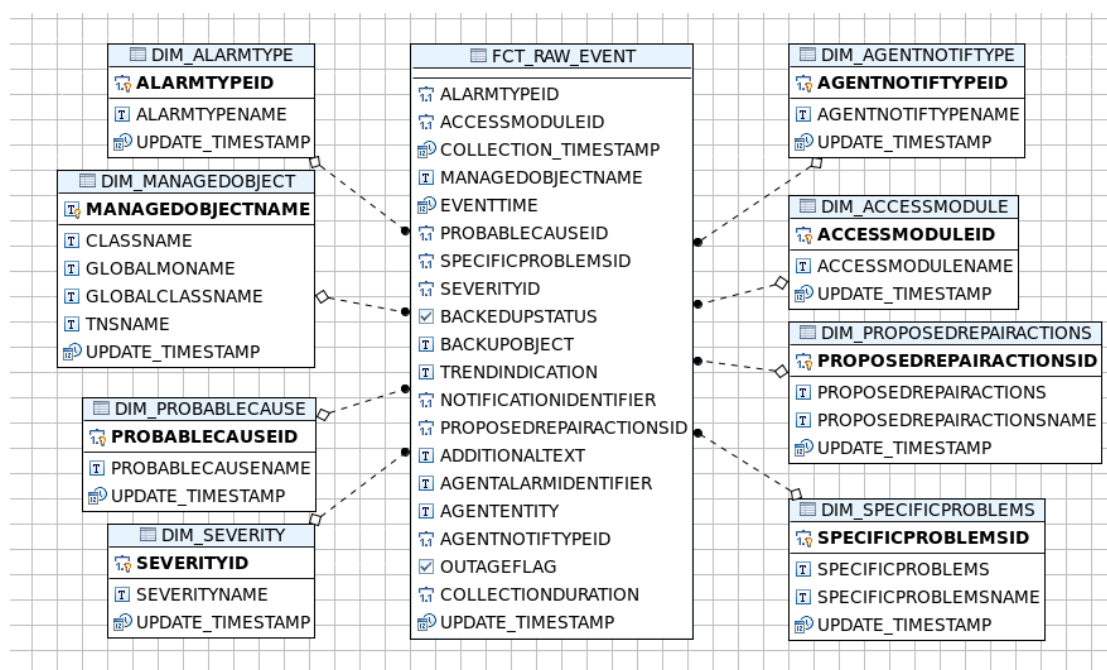 DIM_ALARMTYPE
ALARMTYPEID
ALARMTYPENAME
UPDATE_TIMESTAMP
DIM_MANAGEDOBJECT
MANAGEDOBJECTNAME
CLASSNAME
GLOBALMONAME
GLOBALCLASSNAME
TNSNAME
UPDATE_TIMESTAMP
DIM_PROBABLECAUSE
PROBABLECAUSEID
PROBABLECAUSENAME
UPDATE_TIMESTAMP
DIM_SEVERITY
SEVERITYID
SEVERITYNAME
UPDATE_TIMESTAMP
FCT_RAW_EVENT
ALARMTYPEID
ACCESSMODULEID
COLLECTION_TIMESTAMP
MANAGEDOBJECTNAME
EVENTTIME
PROBABLECAUSEID
SPECIFICPROBLEMSID
SEVERITYID
BACKEDUPSTATUS
BACKUPOBJECT
TRENDINDICATION
NOTIFICATIONIDENTIFIER
PROPOSEDREPAIRACTIONSID
ADDITIONALTEXT
AGENTALARMIDENTIFIER
AGENTENTITY
AGENTNOTIFTYPEID
OUTAGEFLAG
COLLECTIONDURATION
UPDATE_TIMESTAMP
DIM_AGENTNOTIFTYPE
AGENTNOTIFTYPEID
AGENTNOTIFTYPENAME
UPDATE_TIMESTAMP
DIM_ACCESSMODULE
ACCESSMODULEID
ACCESSMODULENAME
UPDATE_TIMESTAMP
DIM_PROPOSEDREPAIRACTIONS
PROPOSEDREPAIRACTIONSID
PROPOSEDREPAIRACTIONS
PROPOSEDREPAIRACTIONSNAME
UPDATE_TIMESTAMP
DIM_SPECIFICPROBLEMS
SPECIFICPROBLEMSID
SPECIFICPROBLEMS
SPECIFICPROBLEMSNAME
UPDATE_TIMESTAMP